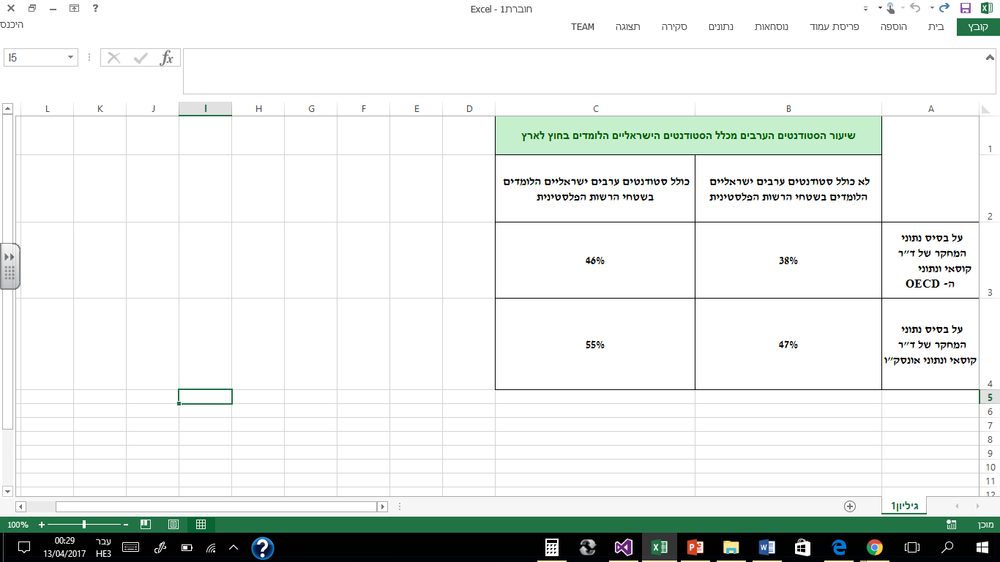 חוברת1 - Excel
?
קובץ
בית
הוספה
פריסת עמוד
נוסחאות
נתונים
סקירה
תצוגה
TEAM
היכנס
I5
fx
A
B
C
D
E
F
G
H
I
J
K
L
1
שיעור הסטודנטים הערבים מכלל הסטודנטים הישראליים הלומדים בחוץ לארץ
2
לא כולל סטודנטים ערבים ישראליים
הלומדים בשטחי הרשות הפלסטינית
כולל סטודנטים ערבים ישראליים הלומדים
בשטחי הרשות הפלסטינית
3
על בסיס נתוני
המחקר של ד״ר
קוסאי ונתוני
ה- OECD
38%
46%
4
על בסיס נתוני
המחקר של ד״ר
קוסאי ונתוני אונסק״ו
47%
55%
5
6
7
8
9
10
11
12
גיליון1
מוכן
100%
עבר
HE3
00:29
13/04/2017